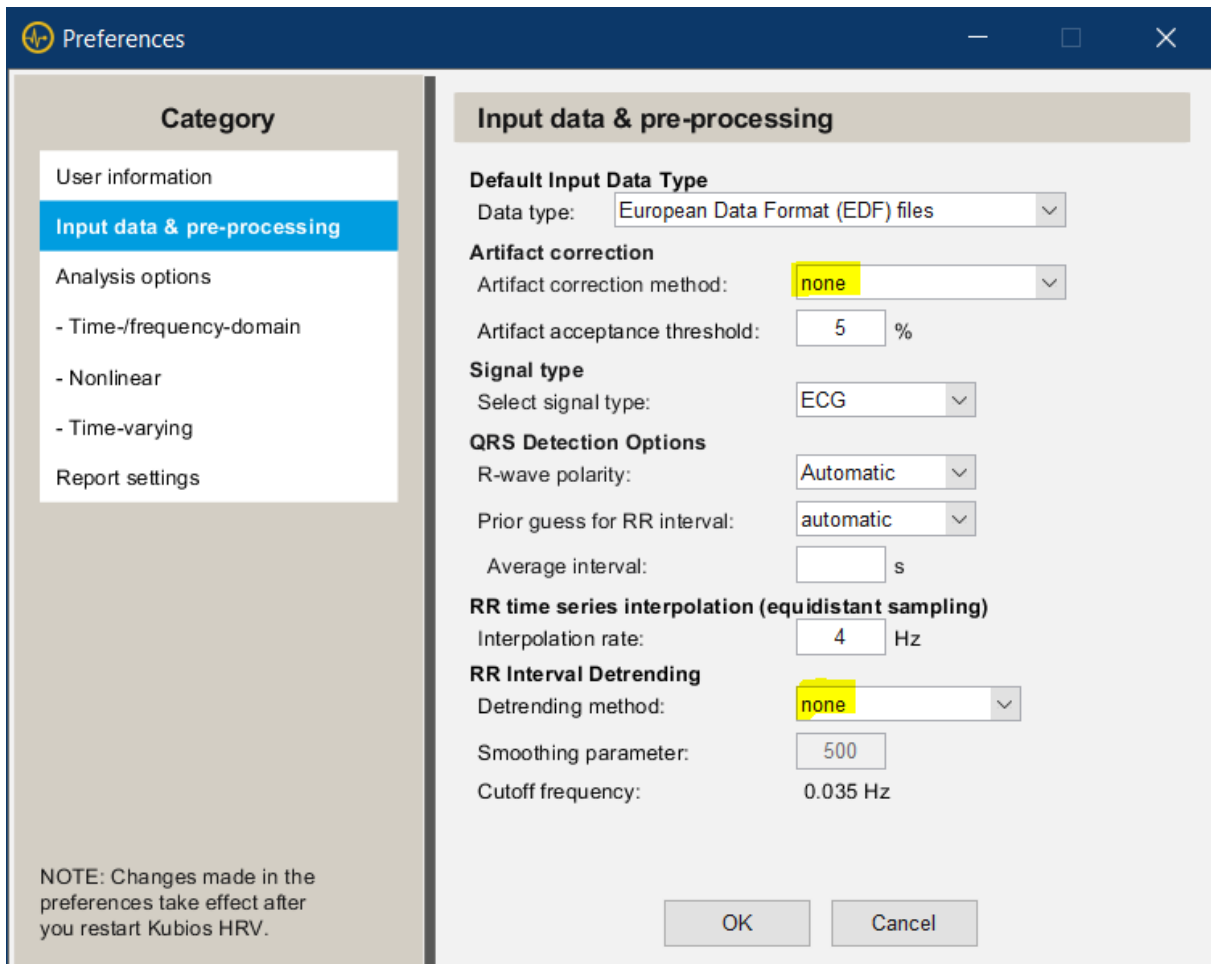 Preferences
Category
User information
Input data & pre-processing
Analysis options
- Time-/frequency-domain
- Nonlinear
- Time-varying
Report settings
NOTE: Changes made in the
preferences take effect after
you restart Kubios HRV.
Input data & pre-processing
Default Input Data Type
Data type: European Data Format (EDF) files
Artifact correction
Artifact correction method: none
Artifact acceptance threshold: 5 %
Signal type
Select signal type: ECG
QRS Detection Options
R-wave polarity: Automatic
Prior guess for RR interval: automatic
Average interval: s
RR time series interpolation (equidistant sampling)
Interpolation rate: 4 Hz
RR Interval Detrending
Detrending method: none
Smoothing parameter: 500
Cutoff frequency: 0.035 Hz
OK Cancel